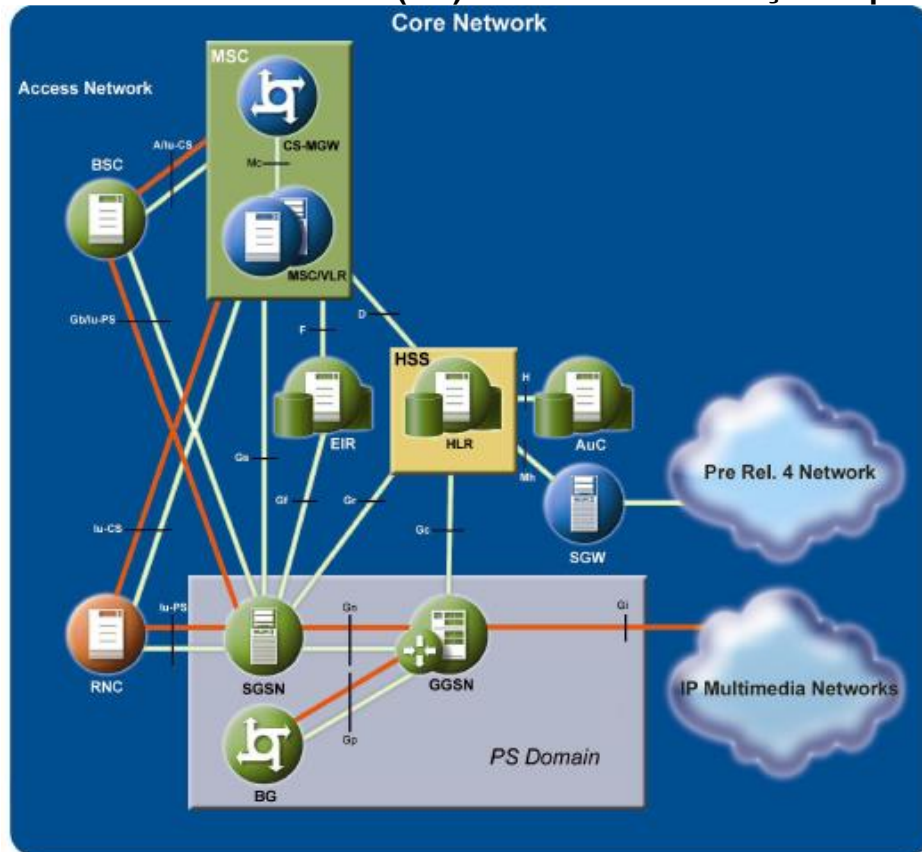 Core Network
MSC
Access Network
CS-MGW
A/Iu-CS
BSC
Mc
MSC/VLR
Gb/Iu-PS
F
D
HSS
H
EIR
HLR
AuC
Pre Rel. 4 Network
Gs
Gf
Gr
Mh
Iu-CS
Gc
SGW
Iu-PS
Gn
Gi
RNC
SGSN
GGSN
IP Multimedia Networks
Gp
PS Domain
BG